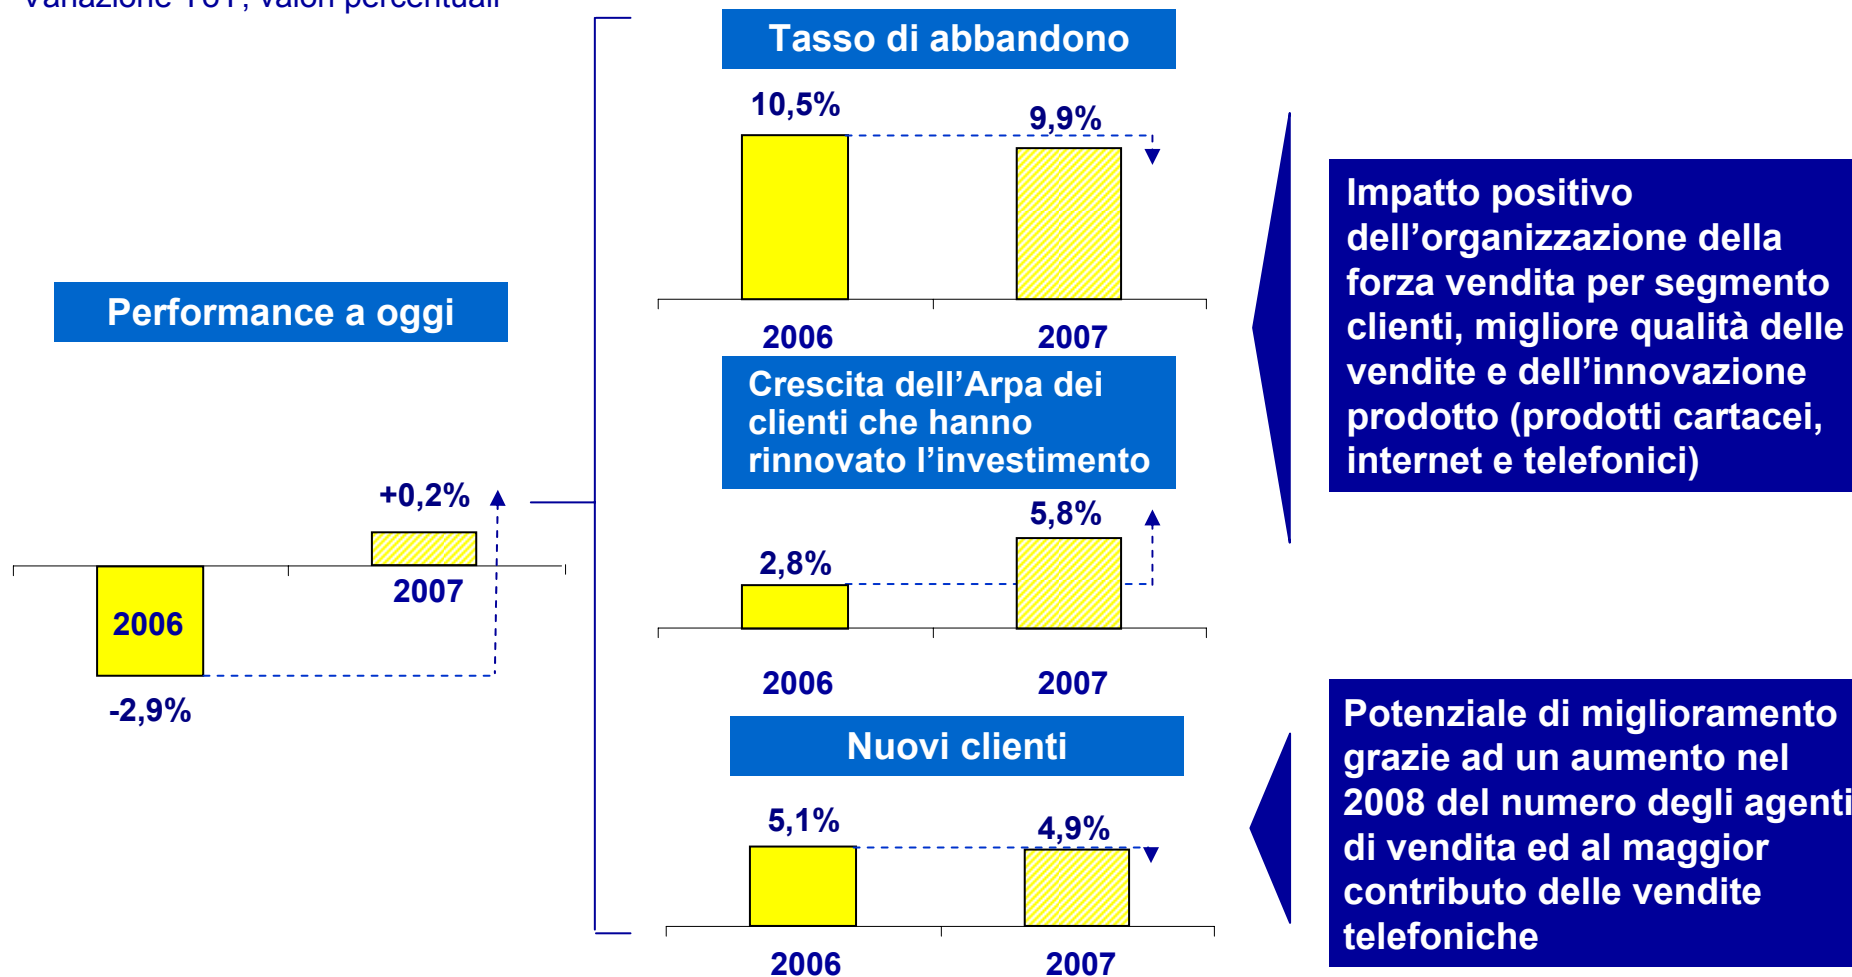 Variazione YoY, valori percentuali
Tasso di abbandono
10,5%
9,9%
2006
2007
Performance a oggi
+0,2%
2007
2006
-2,9%
Crescita dell’Arpa dei
clienti che hanno
rinnovato l’investimento
5,8%
2,8%
2006
2007
Nuovi clienti
5,1%
4,9%
2006
2007
Impatto positivo
dell’organizzazione della
forza vendita per segmento
clienti, migliore qualità delle
vendite e dell’innovazione
prodotto (prodotti cartacei,
internet e telefonici)
Potenziale di miglioramento
grazie ad un aumento nel
2008 del numero degli agenti
di vendita ed al maggior
contributo delle vendite
telefoniche